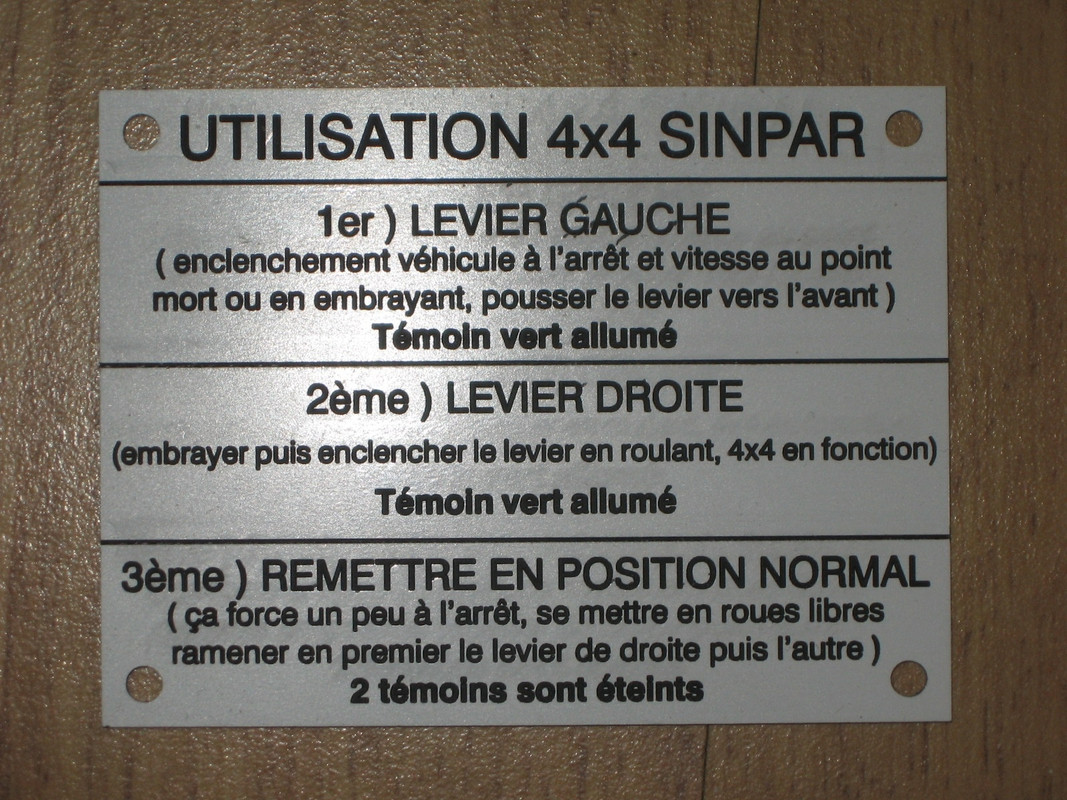 UTILISATION 4x4 SINPAR
1er ) LEVIER GAUCHE
( enclenchement véhicule à l'arrêt et vitesse au point
mort ou en embrayant, pousser le levier vers l'avant )
Témoin vert allumé
2ème ) LEVIER DROITE
(embrayer puis enclencher le levier en roulant, 4x4 en fonction)
Témoin vert allumé
3ème ) REMETTRE EN POSITION NORMAL
( ça force un peu à l'arrêt, se mettre en roues libres
ramener en premier le levier de droite puis l'autre )
2 témoins sont éteints